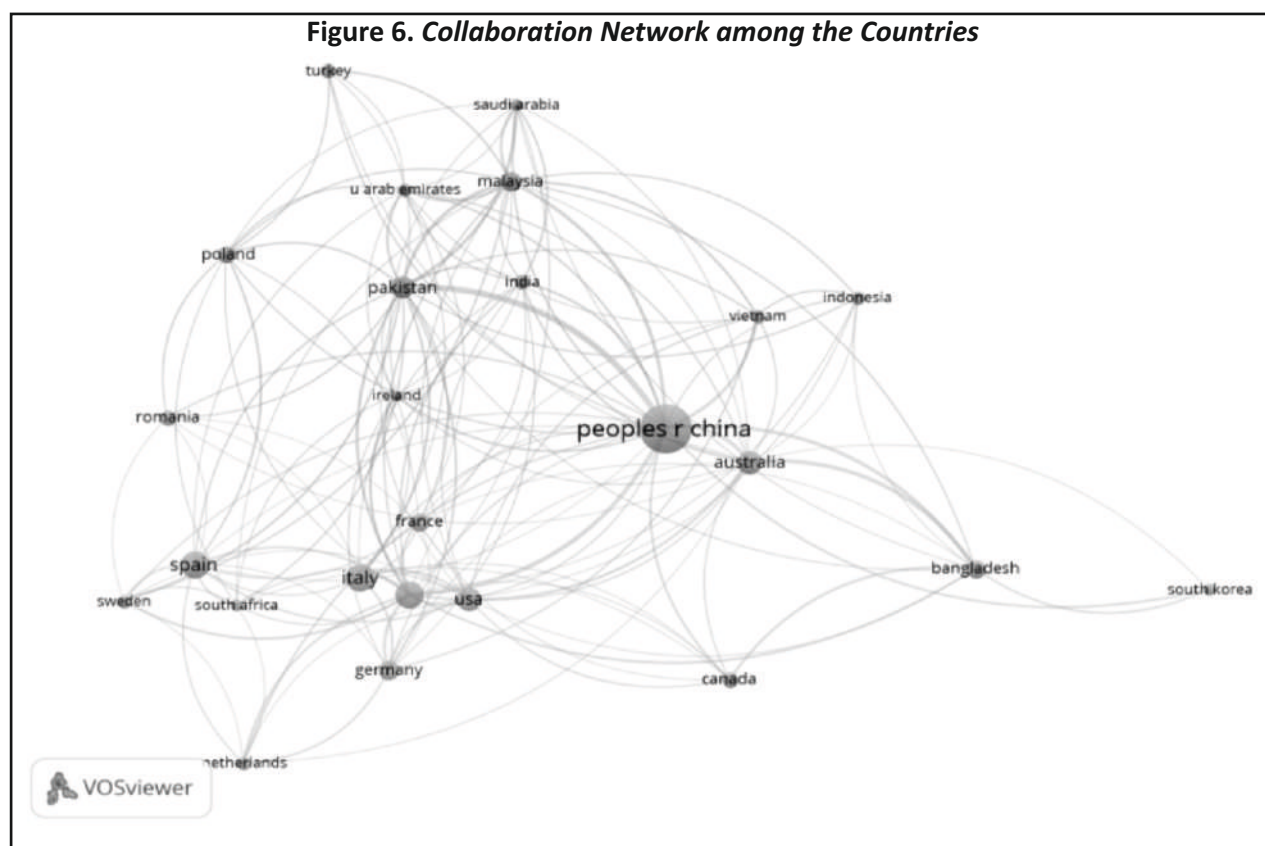 Figure 6. Collaboration Network among the Countries
turkey
saudi arabia
malaysia
u arab emirates
poland
pakistan
india
indonesia
vietnam
ireland
romania
peoples r china
australia
france
spain
italy
usa
bangladesh
south korea
sweden
south africa
germany
canada
netherlands
VOSviewer